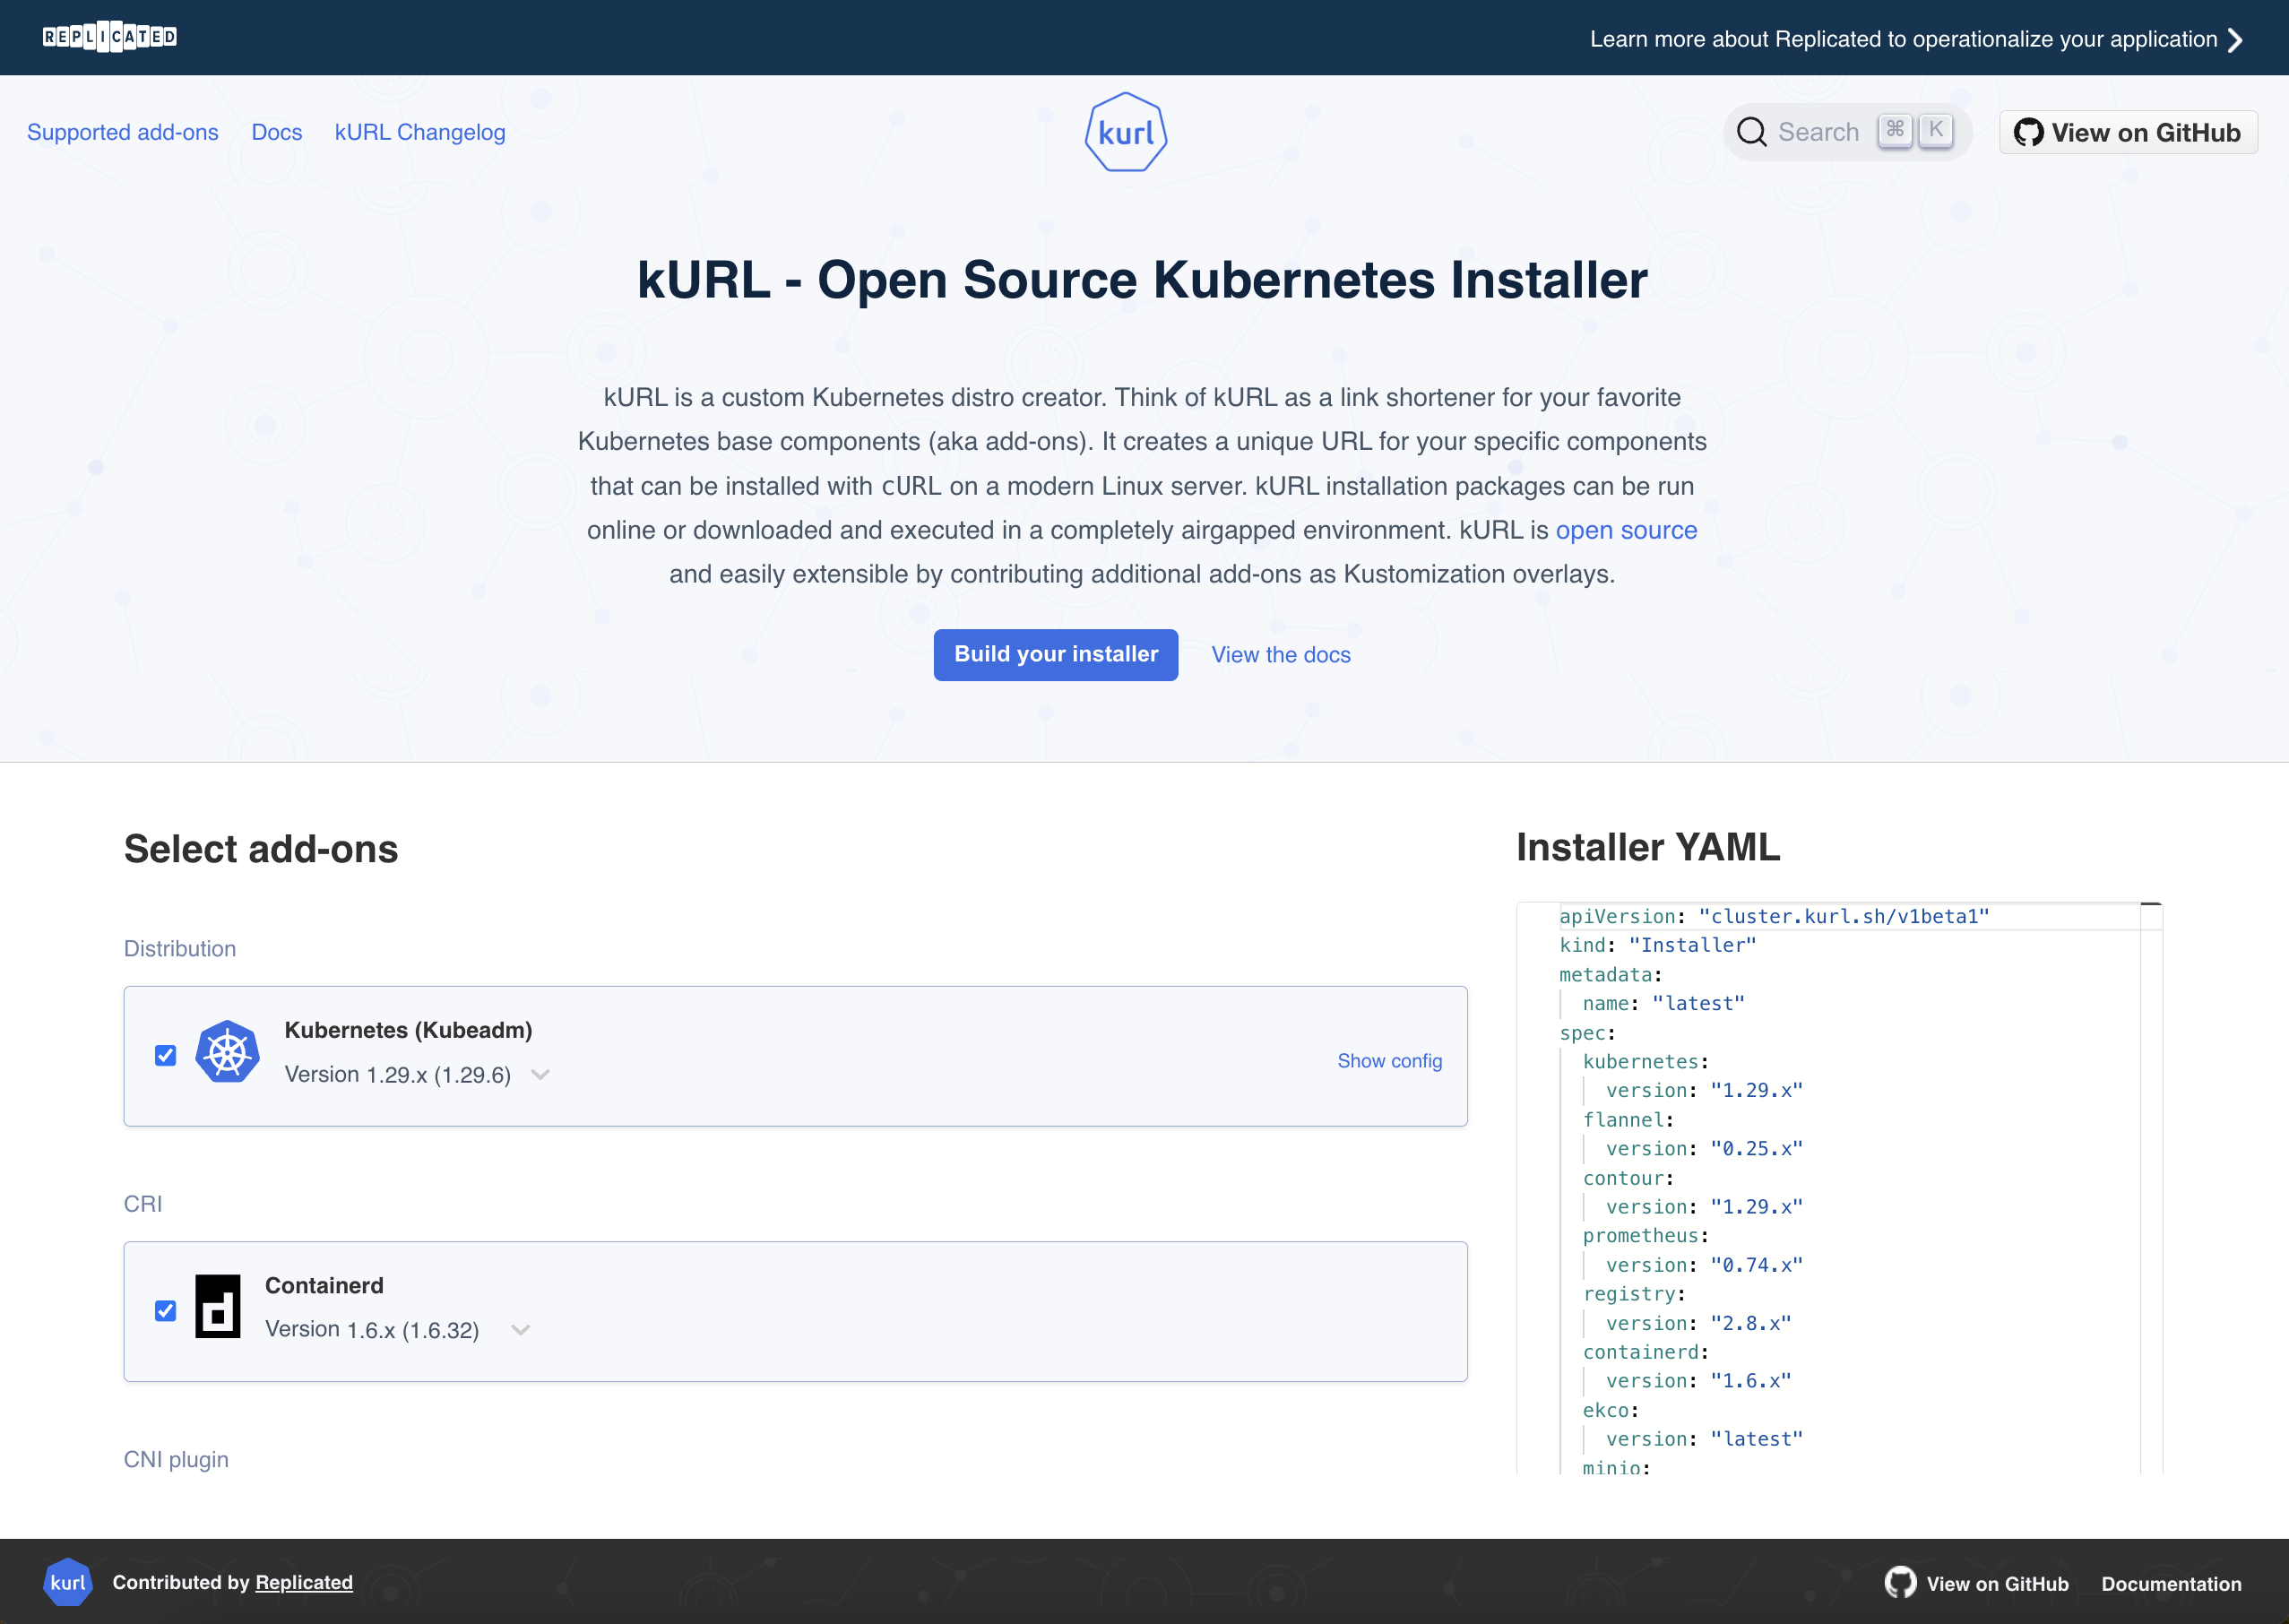 REPLICATED
Learn more about Replicated to operationalize your application
Supported add-ons
Docs
kURL Changelog
kurl
Search ⌘ K
View on GitHub
kURL - Open Source Kubernetes Installer
kURL is a custom Kubernetes distro creator. Think of kURL as a link shortener for your favorite
Kubernetes base components (aka add-ons). It creates a unique URL for your specific components
that can be installed with cURL on a modern Linux server. kURL installation packages can be run
online or downloaded and executed in a completely airgapped environment. kURL is open source
and easily extensible by contributing additional add-ons as Kustomization overlays.
Build your installer
View the docs
Select add-ons
Distribution
Kubernetes (Kubeadm)
Version 1.29.x (1.29.6)
Show config
CRI
Containerd
Version 1.6.x (1.6.32)
CNI plugin
Installer YAML
apiVersion: "cluster.kurl.sh/v1beta1"
kind: "Installer"
metadata:
name: "latest"
spec:
kubernetes:
version: "1.29.x"
flannel:
version: "0.25.x"
contour:
version: "1.29.x"
prometheus:
version: "0.74.x"
registry:
version: "2.8.x"
containerd:
version: "1.6.x"
ekco:
version: "latest"
minio:
kurl
Contributed by Replicated
View on GitHub
Documentation